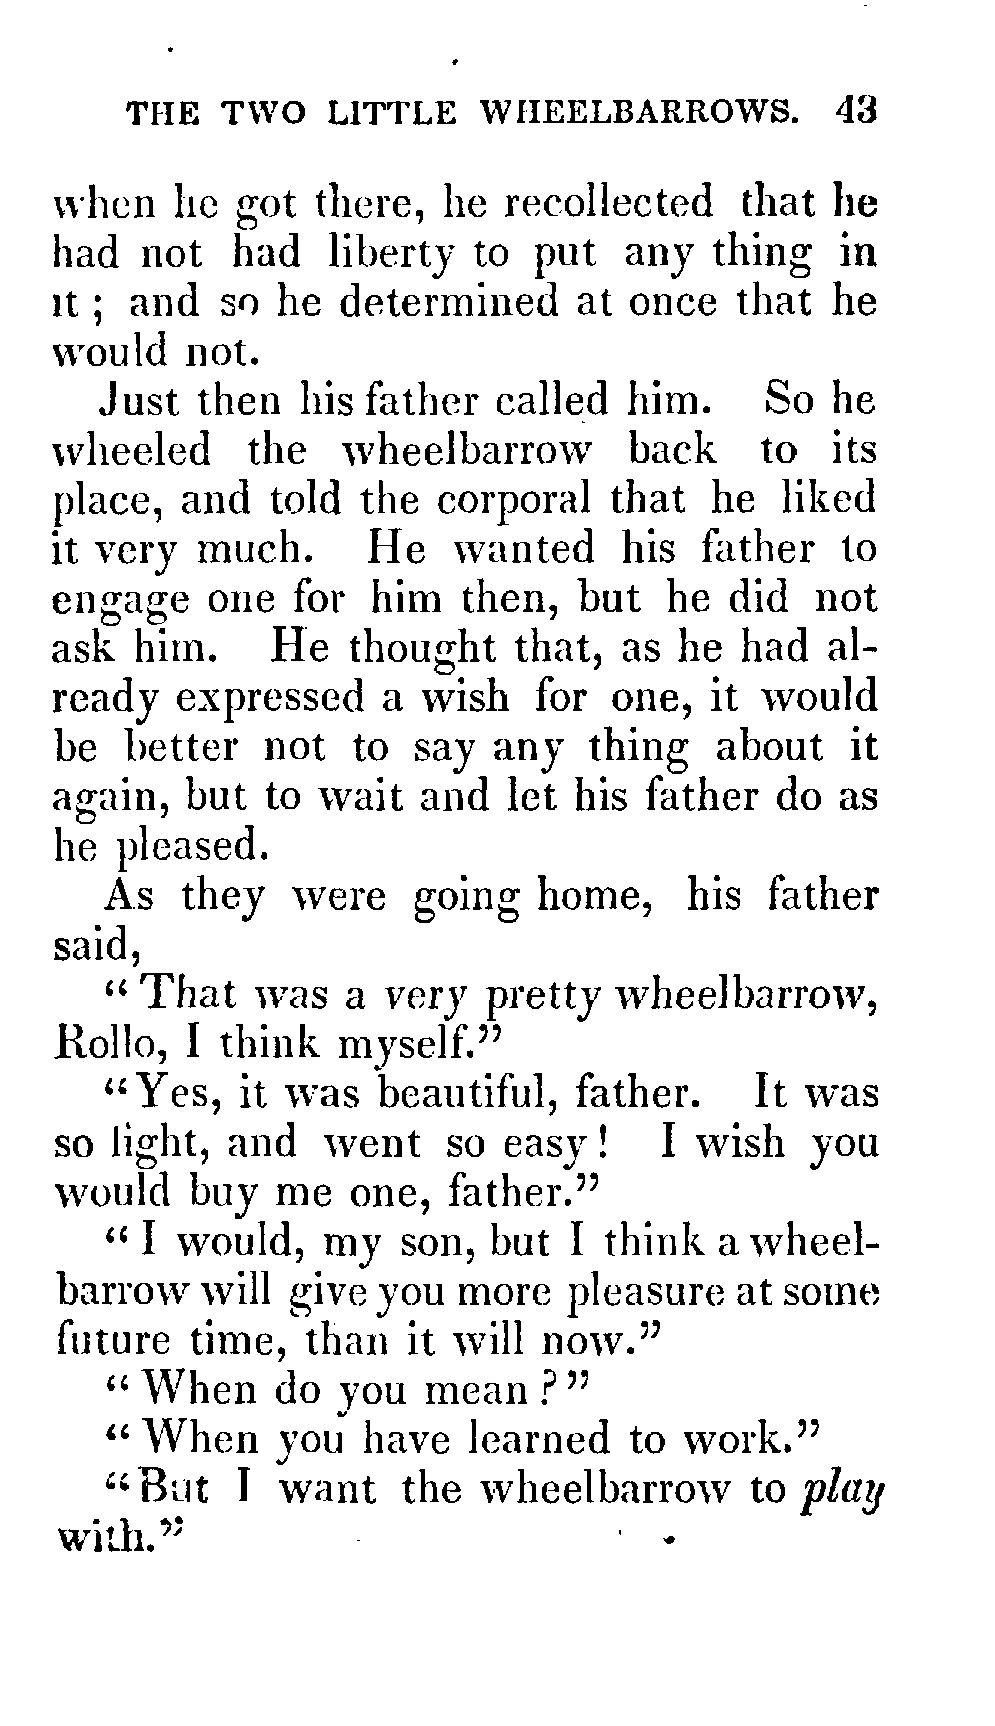 THE TWO LITTLE WHEELBARROWS. 43
when he got there, he recollected that he
had not had liberty to put any thing in
it ; and so he determined at once that he
would not.
Just then his father called him. So he
wheeled the wheelbarrow back to its
place, and told the corporal that he liked
it very much. He wanted his father to
engage one for him then, but he did not
ask him. He thought that, as he had al-
ready expressed a wish for one, it would
be better not to say any thing about it
again, but to wait and let his father do as
he pleased.
As they were going home, his father
said,
“ That was a very pretty wheelbarrow,
Rollo, I think myself.”
“ Yes, it was beautiful, father. It was
so light, and went so easy ! I wish you
would buy me one, father.”
“ I would, my son, but I think a wheel-
barrow will give you more pleasure at some
future time, than it will now.”
“ When do you mean ? ”
“ When you have learned to work.”
“ But I want the wheelbarrow to play
with.”